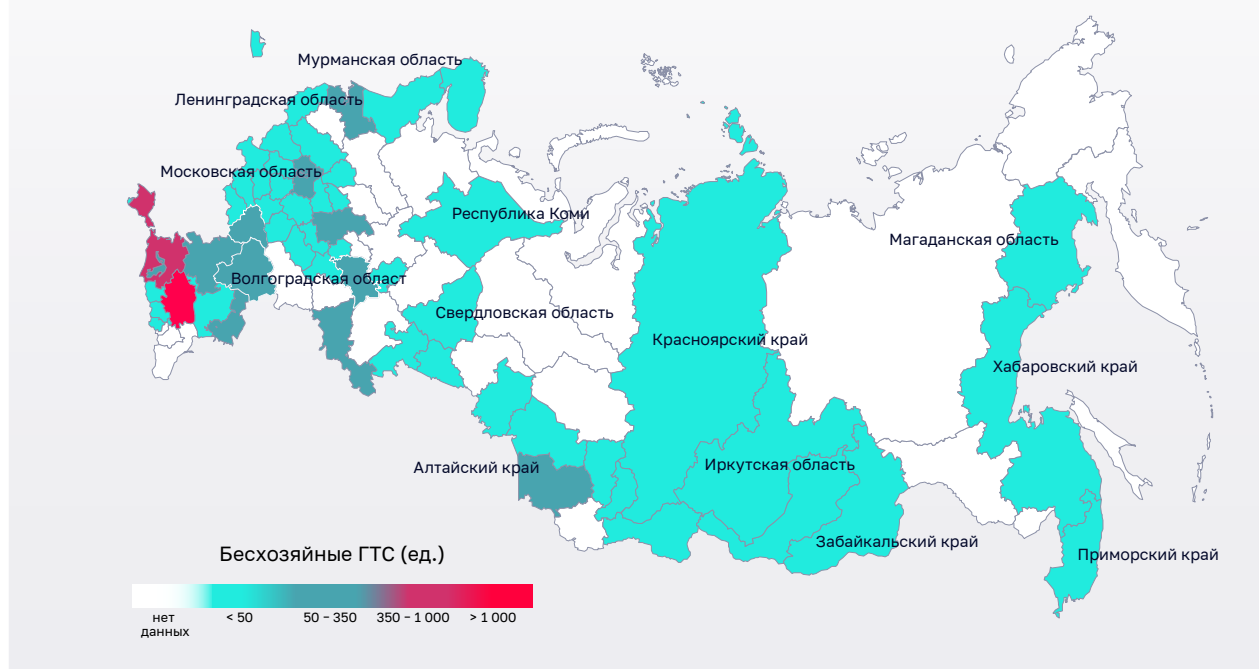 Мурманская область
Ленинградская область
Московская область
Республика Коми
Магаданская область
Волгоградская област
Свердловская область
Красноярский край
Хабаровский край
Алтайский край
Иркутская область
Забайкальский край
Приморский край
Бесхозяйные ГТС (ед.)
нет данных
< 50
50 – 350
350 – 1 000
> 1 000